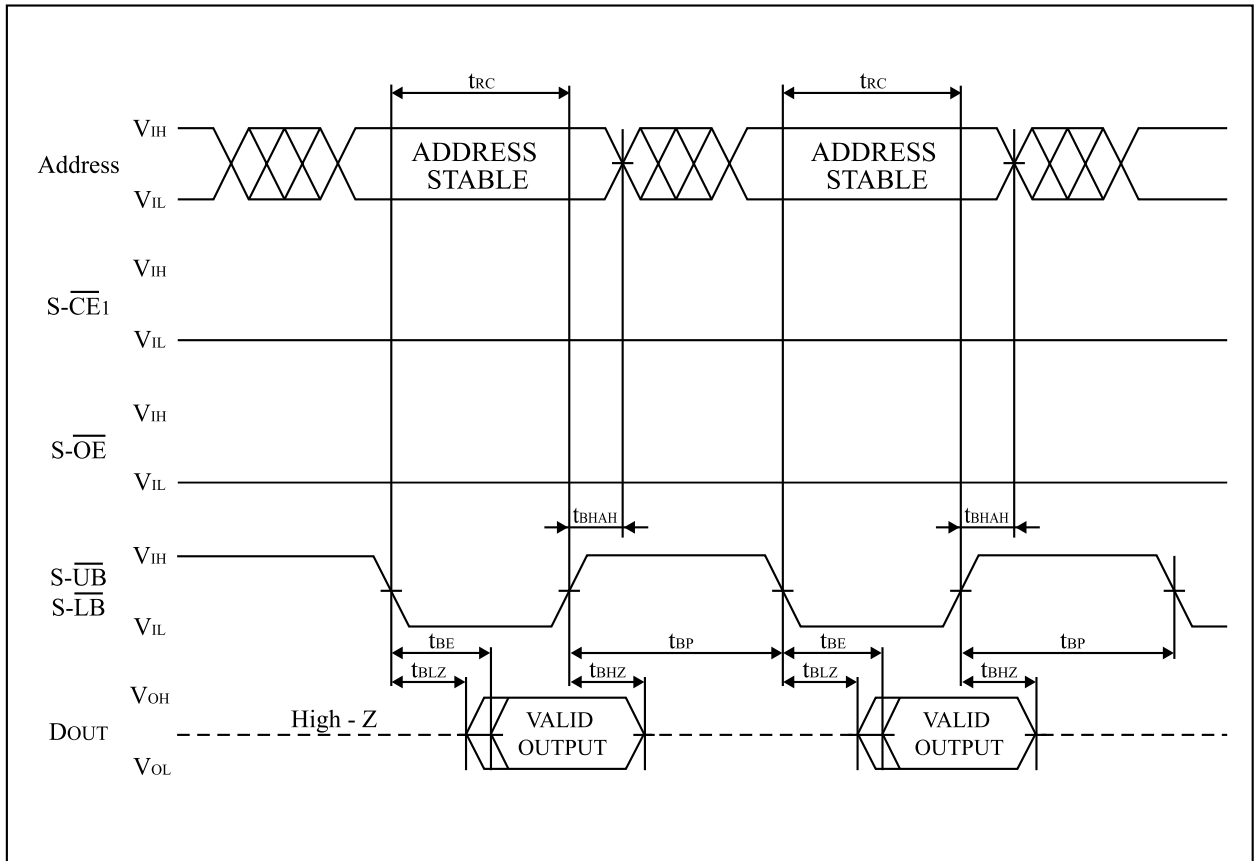 tRC tRC
VIH
Address ADDRESS STABLE ADDRESS STABLE
VIL
VIH
S-CE1
VIL
VIH
S-OE
VIL
tBHAH tBHAH
VIH
S-UB
S-LB
VIL
tBE tBP tBE tBP
tBLZ tBHZ tBLZ tBHZ
VOH
High - Z VALID VALID
DOUT OUTPUT OUTPUT
VOL